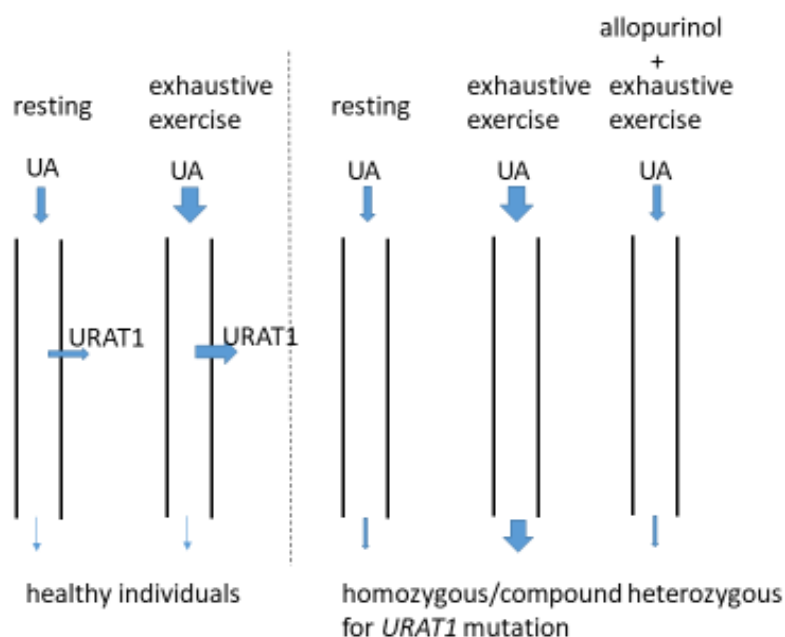 resting
exhaustive
exercise
resting
exhaustive
exercise
allopurinol
+
exhaustive
exercise
UA
UA
UA
UA
UA
URAT1
URAT1
healthy individuals
homozygous/compound heterozygous
for URAT1 mutation